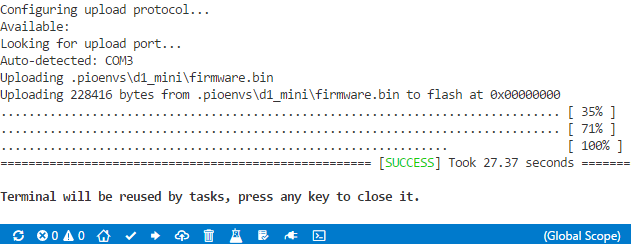 Configuring upload protocol...
Available:
Looking for upload port...
Auto-detected: COM3
Uploading .pioenvs\d1_mini\firmware.bin
Uploading 228416 bytes from .pioenvs\d1_mini\firmware.bin to flash at 0x00000000
................................................................................ [ 35% ]
................................................................................ [ 71% ]
................................................................ [ 100% ]
===================================================== [SUCCESS] Took 27.37 seconds =======
Terminal will be reused by tasks, press any key to close it.
0 0 (Global Scope)